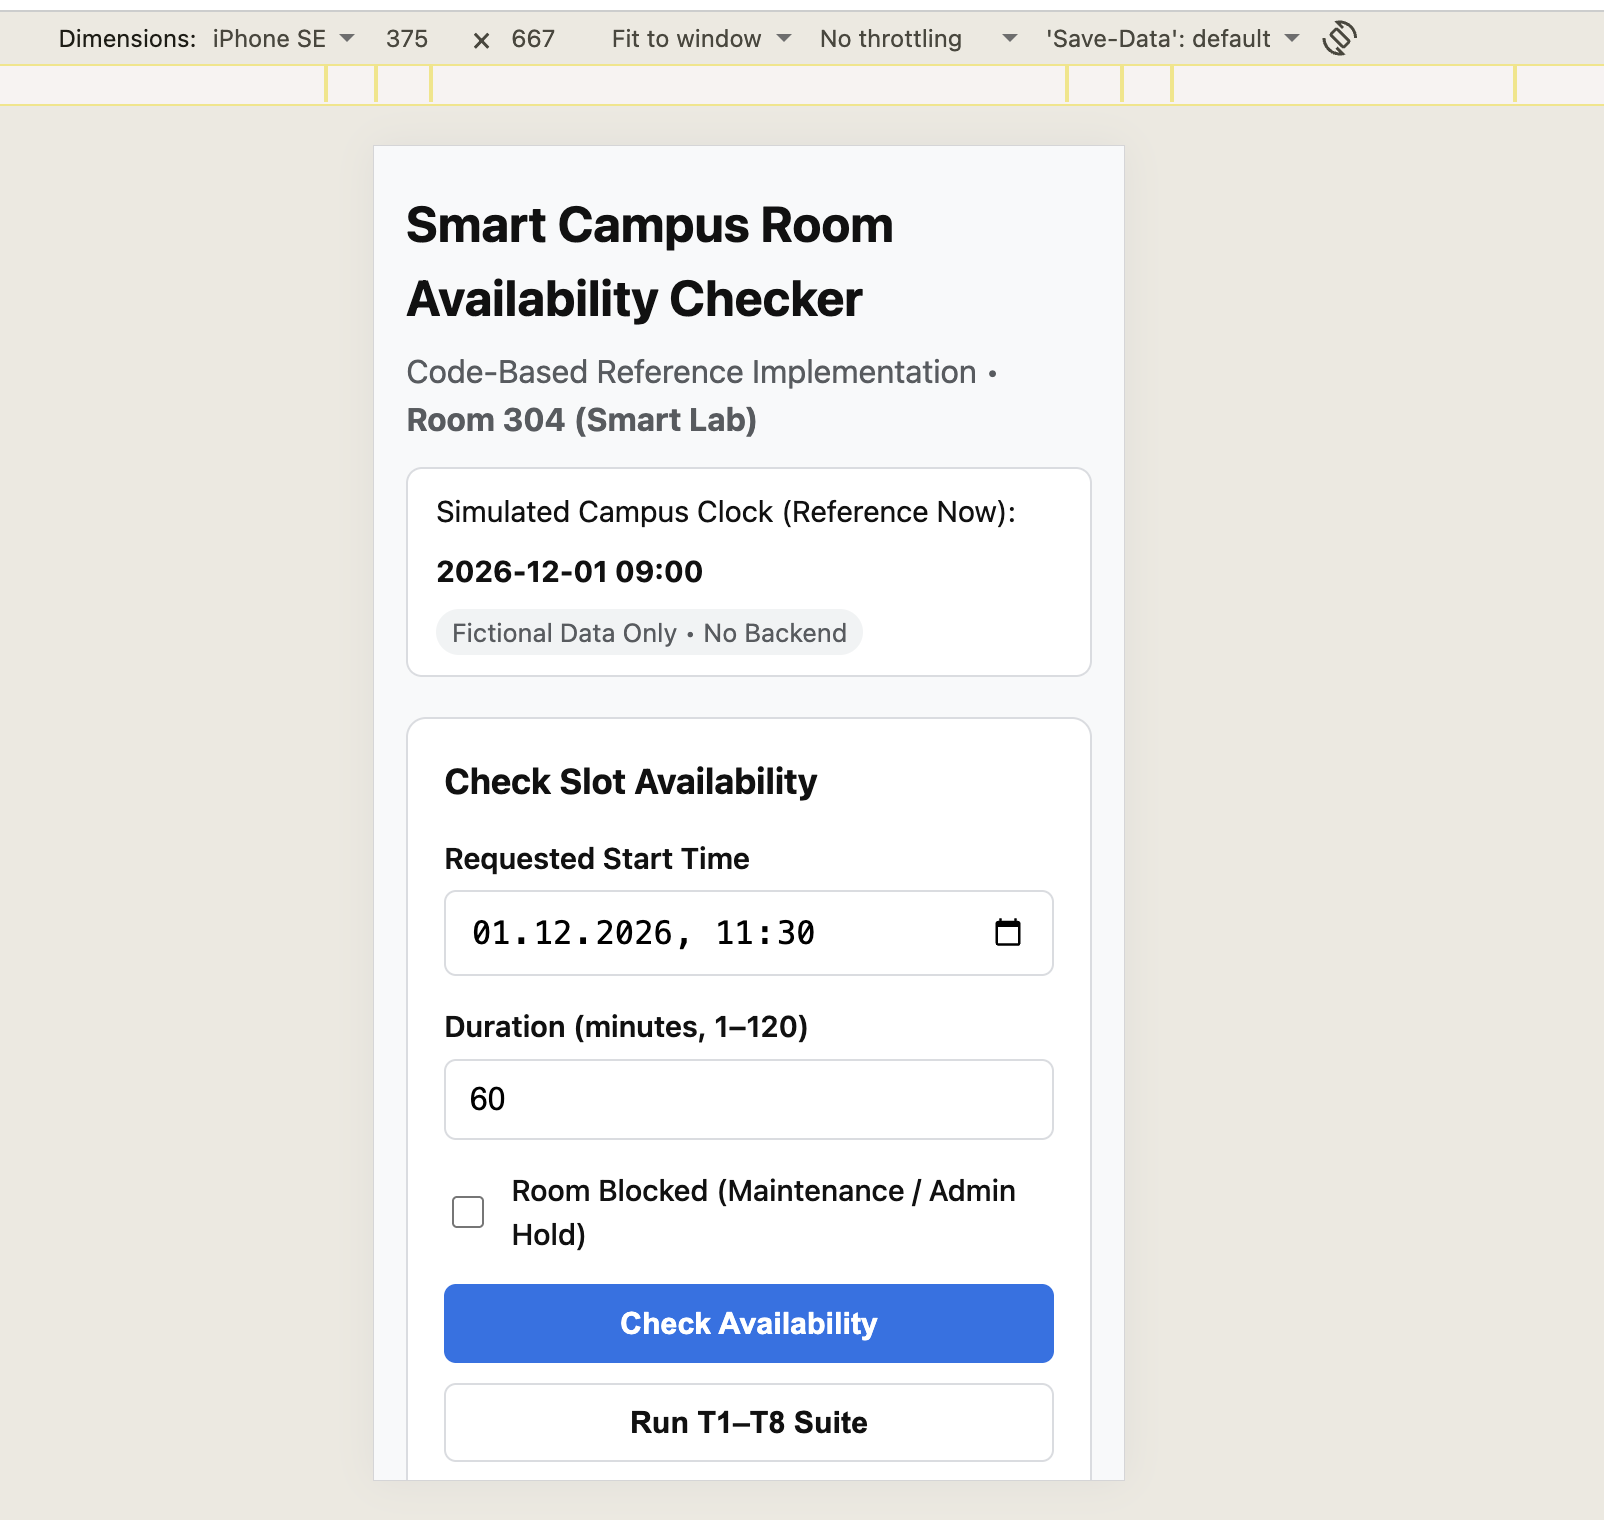 Dimensions: iPhone SE 375 × 667 Fit to window No throttling 'Save-Data': default
Smart Campus Room
Availability Checker
Code-Based Reference Implementation •
Room 304 (Smart Lab)
Simulated Campus Clock (Reference Now):
2026-12-01 09:00
Fictional Data Only • No Backend
Check Slot Availability
Requested Start Time
01.12.2026, 11:30
Duration (minutes, 1–120)
60
Room Blocked (Maintenance / Admin
Hold)
Check Availability
Run T1–T8 Suite